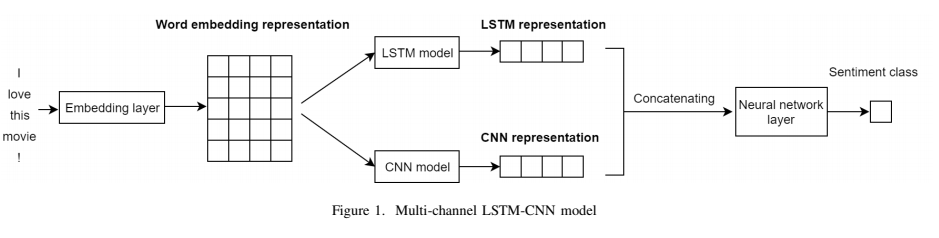 I
love
this
movie
!
Embedding layer
Word embedding representation
LSTM model
LSTM representation
CNN model
CNN representation
Concatenating
Neural network
layer
Sentiment class
Figure 1. Multi-channel LSTM-CNN model